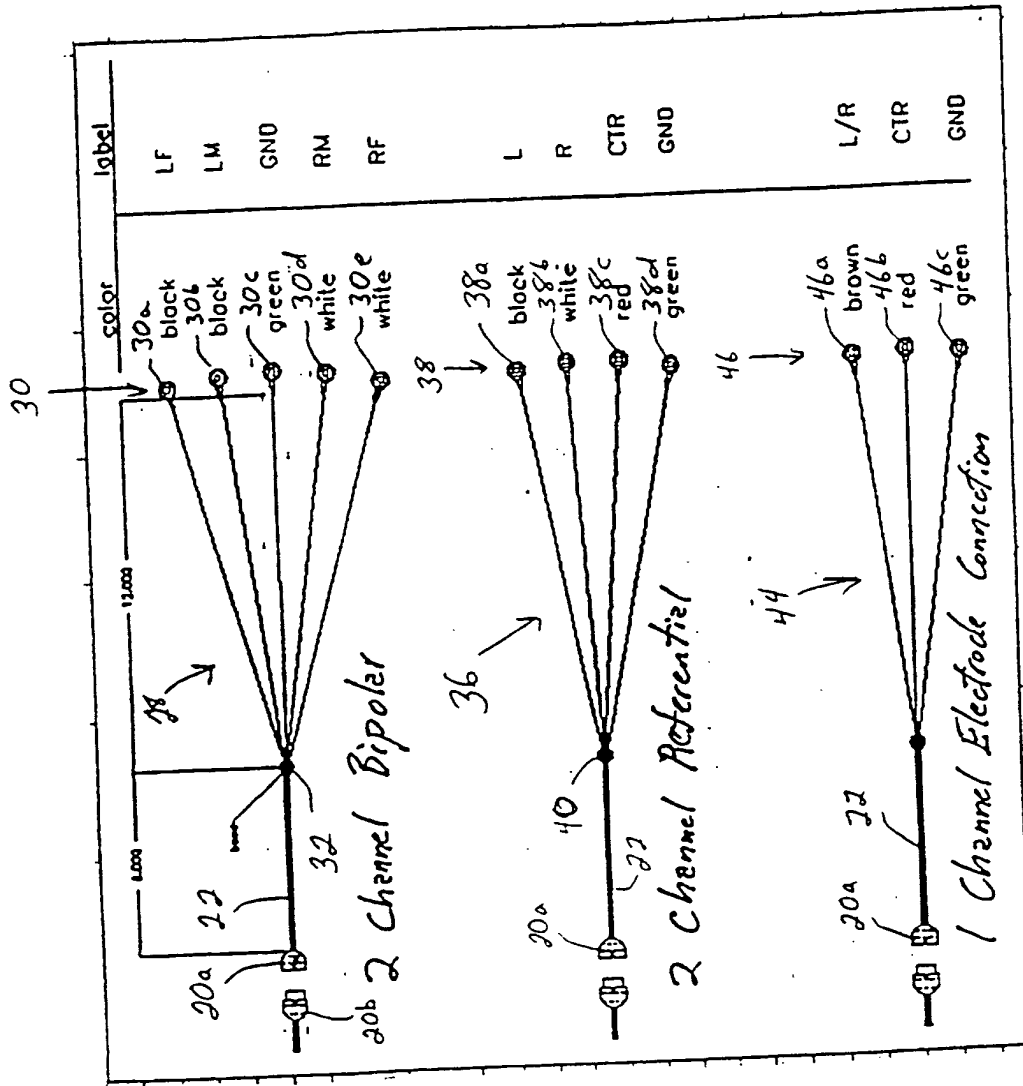 color label
30
30a
black LF
30b
black LM
30c
green GND
30d
white RM
30e
white RF
12.000
28
22
32
20a
20b
2 Channel Bipolar
38
38a
black L
38b
white R
38c
red CTR
38d
green GND
36
40
22
20a
2 Channel Referential
46
46a
brown L/R
46b
red CTR
46c
green GND
44
22
20a
1 Channel Electrode Connection